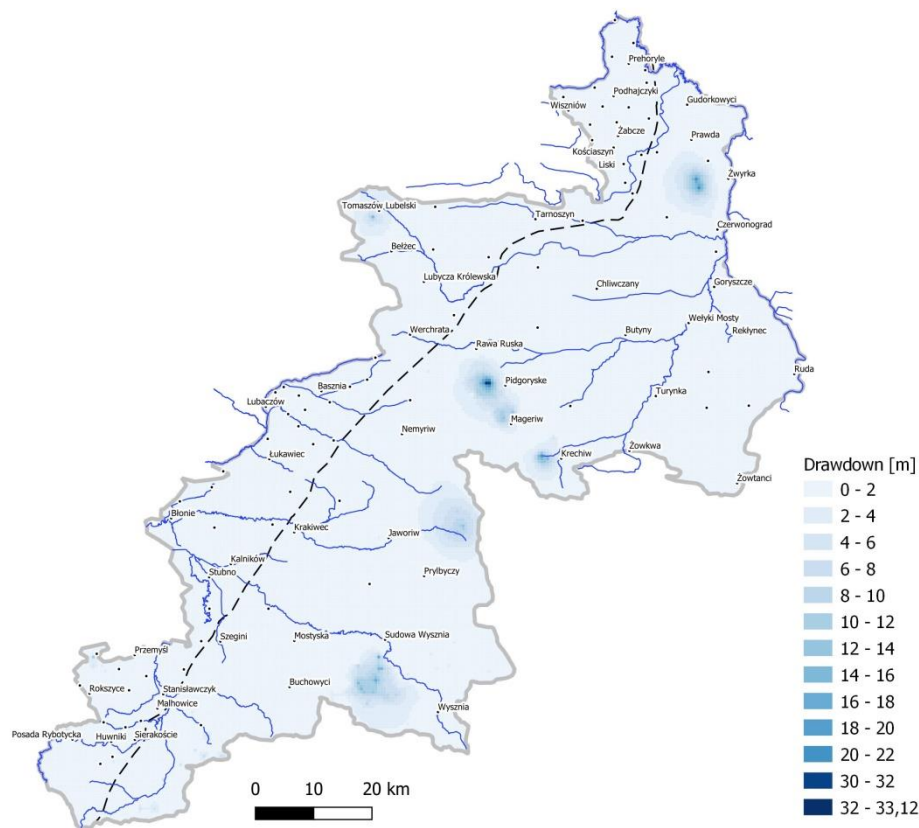 Prehoryle
Podhajczyki
Wiszniów
Gudorkowyci
Żabcze
Prawda
Kościaszyn
Liski
Żwyrka
Tomaszów Lubelski
Tarnoszyn
Czerwonograd
Bełżec
Lubycza Królewska
Chliwczany
Goryszcze
Wełyki Mosty
Werchrata
Butyny
Rekłynec
Rawa Ruska
Ruda
Basznia
Pidgoryske
Turynka
Lubaczów
Mageriw
Nemyriw
Łukawiec
Krechiw
Żowkwa
Żowtanci
Błonie
Krakiwec
Jaworiw
Kalników
Stubno
Prylbyczy
Szegini
Mostyska
Sudowa Wysznia
Przemyśl
Rokszyce
Stanisławczyk
Buchowyci
Malhowice
Wysznia
Posada Rybotycka
Huwniki
Sierakoście
0 10 20 km
Drawdown [m]
0 - 2
2 - 4
4 - 6
6 - 8
8 - 10
10 - 12
12 - 14
14 - 16
16 - 18
18 - 20
20 - 22
30 - 32
32 - 33,12